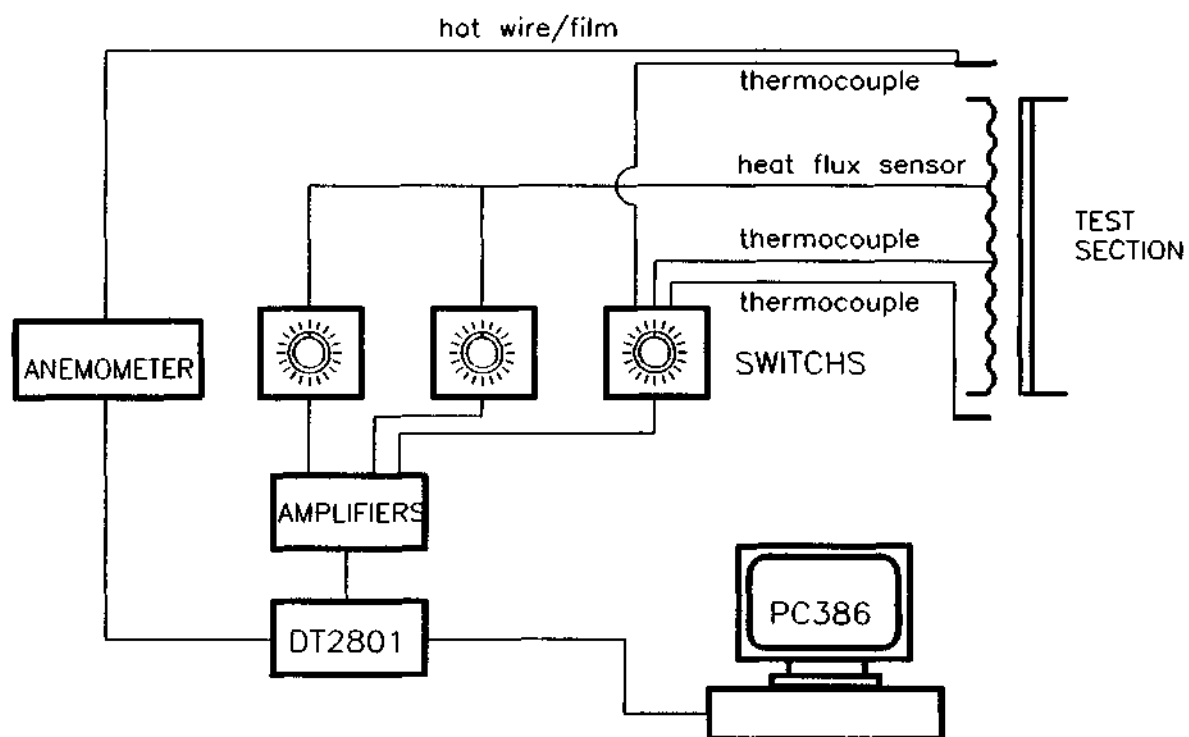 hot wire/film
thermocouple
heat flux sensor
thermocouple
TEST
SECTION
thermocouple
ANEMOMETER
SWITCHS
AMPLIFIERS
DT2801
PC386